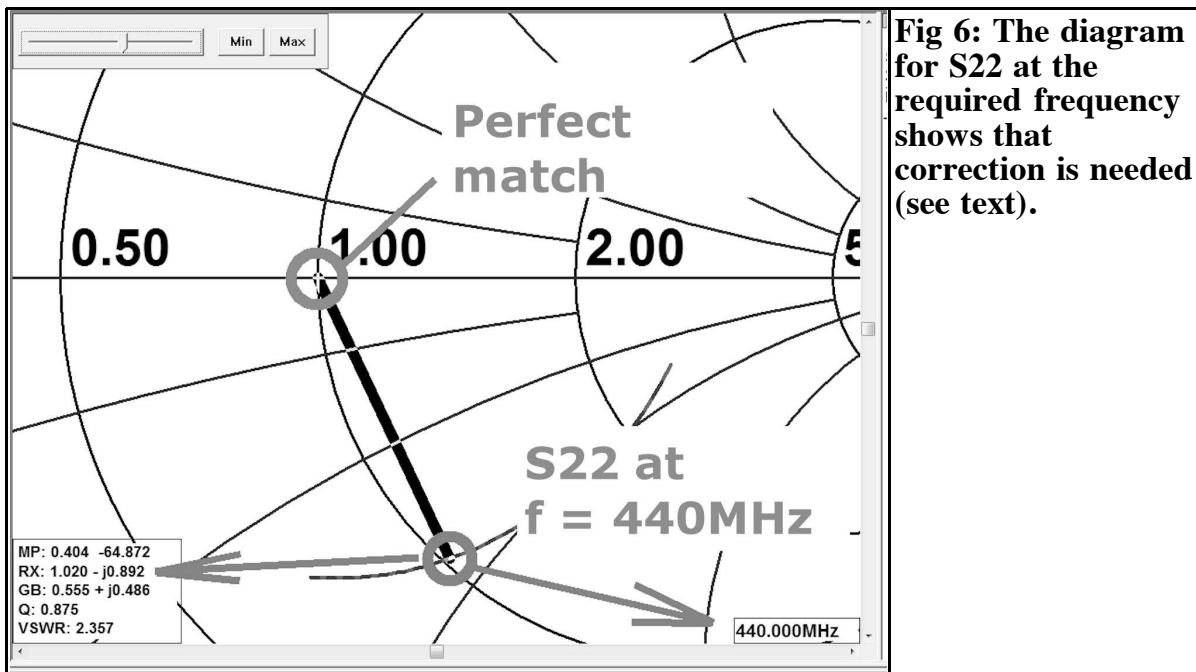 Min Max
Perfect
match
0.50 1.00 2.00 5
S22 at
f = 440MHz
MP: 0.404 -64.872
RX: 1.020 - j0.892
GB: 0.555 + j0.486
Q: 0.875
VSWR: 2.357
440.000MHz
Fig 6: The diagram
for S22 at the
required frequency
shows that
correction is needed
(see text).